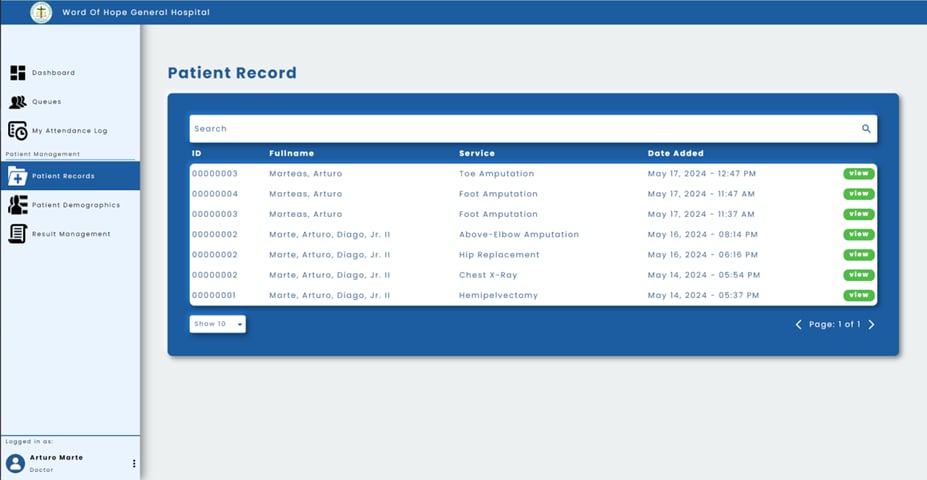 Word Of Hope General Hospital
Dashboard
Queues
My Attendance Log
Patient Management
Patient Records
Patient Demographics
Result Management
Logged in as:
Arturo Marte
Doctor
Patient Record
Search
ID Fullname Service Date Added
00000003 Marteas, Arturo Toe Amputation May 17, 2024 - 12:47 PM view
00000004 Marteas, Arturo Foot Amputation May 17, 2024 - 11:47 AM view
00000003 Marteas, Arturo Foot Amputation May 17, 2024 - 11:37 AM view
00000002 Marte, Arturo, Diago, Jr. II Above-Elbow Amputation May 16, 2024 - 08:14 PM view
00000002 Marte, Arturo, Diago, Jr. II Hip Replacement May 16, 2024 - 06:16 PM view
00000002 Marte, Arturo, Diago, Jr. II Chest X-Ray May 14, 2024 - 05:54 PM view
00000001 Marte, Arturo, Diago, Jr. II Hemipelvectomy May 14, 2024 - 05:37 PM view
Show 10
Page: 1 of 1